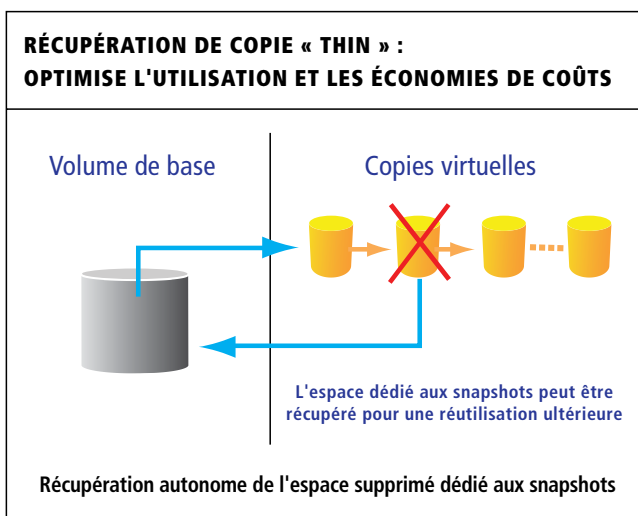 RÉCUPÉRATION DE COPIE « THIN » :
OPTIMISE L'UTILISATION ET LES ÉCONOMIES DE COÛTS
Volume de base
Copies virtuelles
L'espace dédié aux snapshots peut être
récupéré pour une réutilisation ultérieure
Récupération autonome de l'espace supprimé dédié aux snapshots